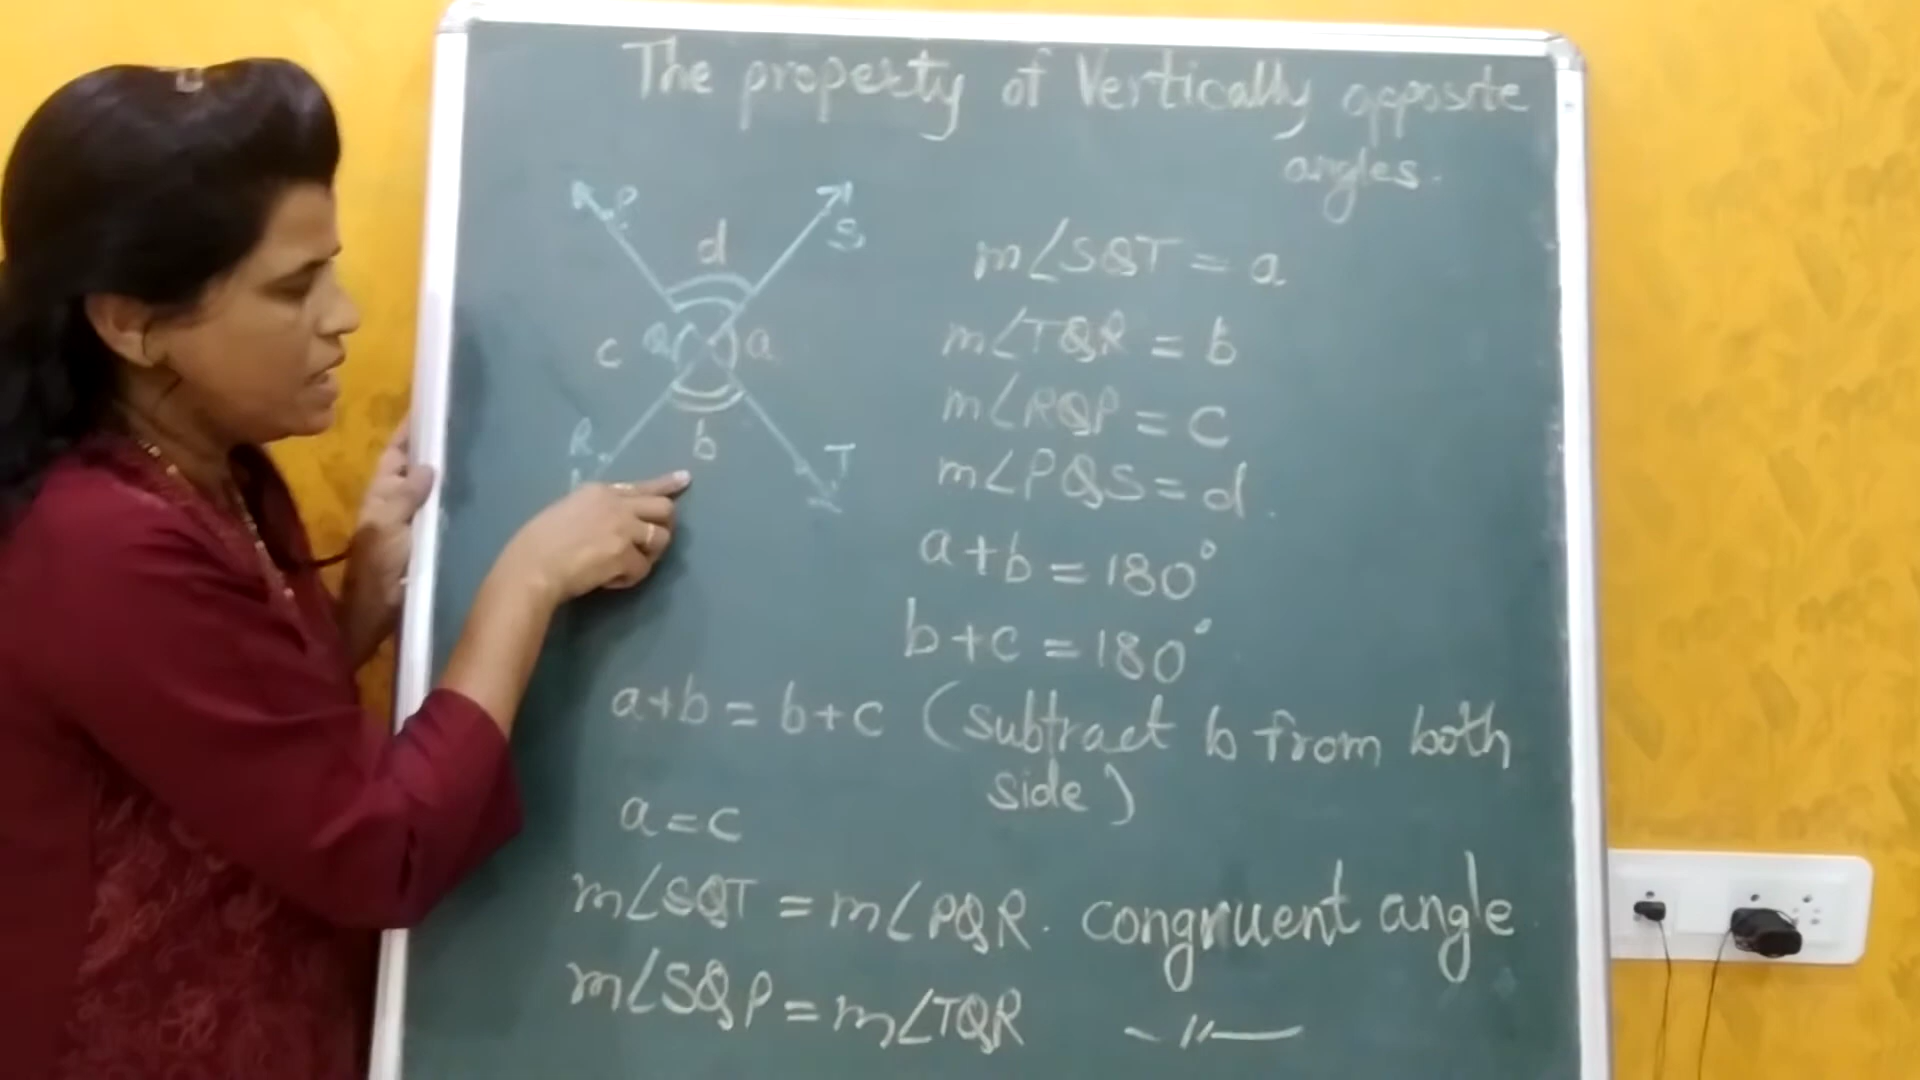 The property of Vertically opposite
angles.
P
S
d
c
Q
a
R
b
T
m∠SQT = a
m∠TQR = b
m∠RQP = c
m∠PQS = d.
a+b = 180°
b+c = 180°
a+b = b+c (subtract b from both
side)
a = c
m∠SQT = m∠PQR. congruent angle
m∠SQP = m∠TQR —〃—